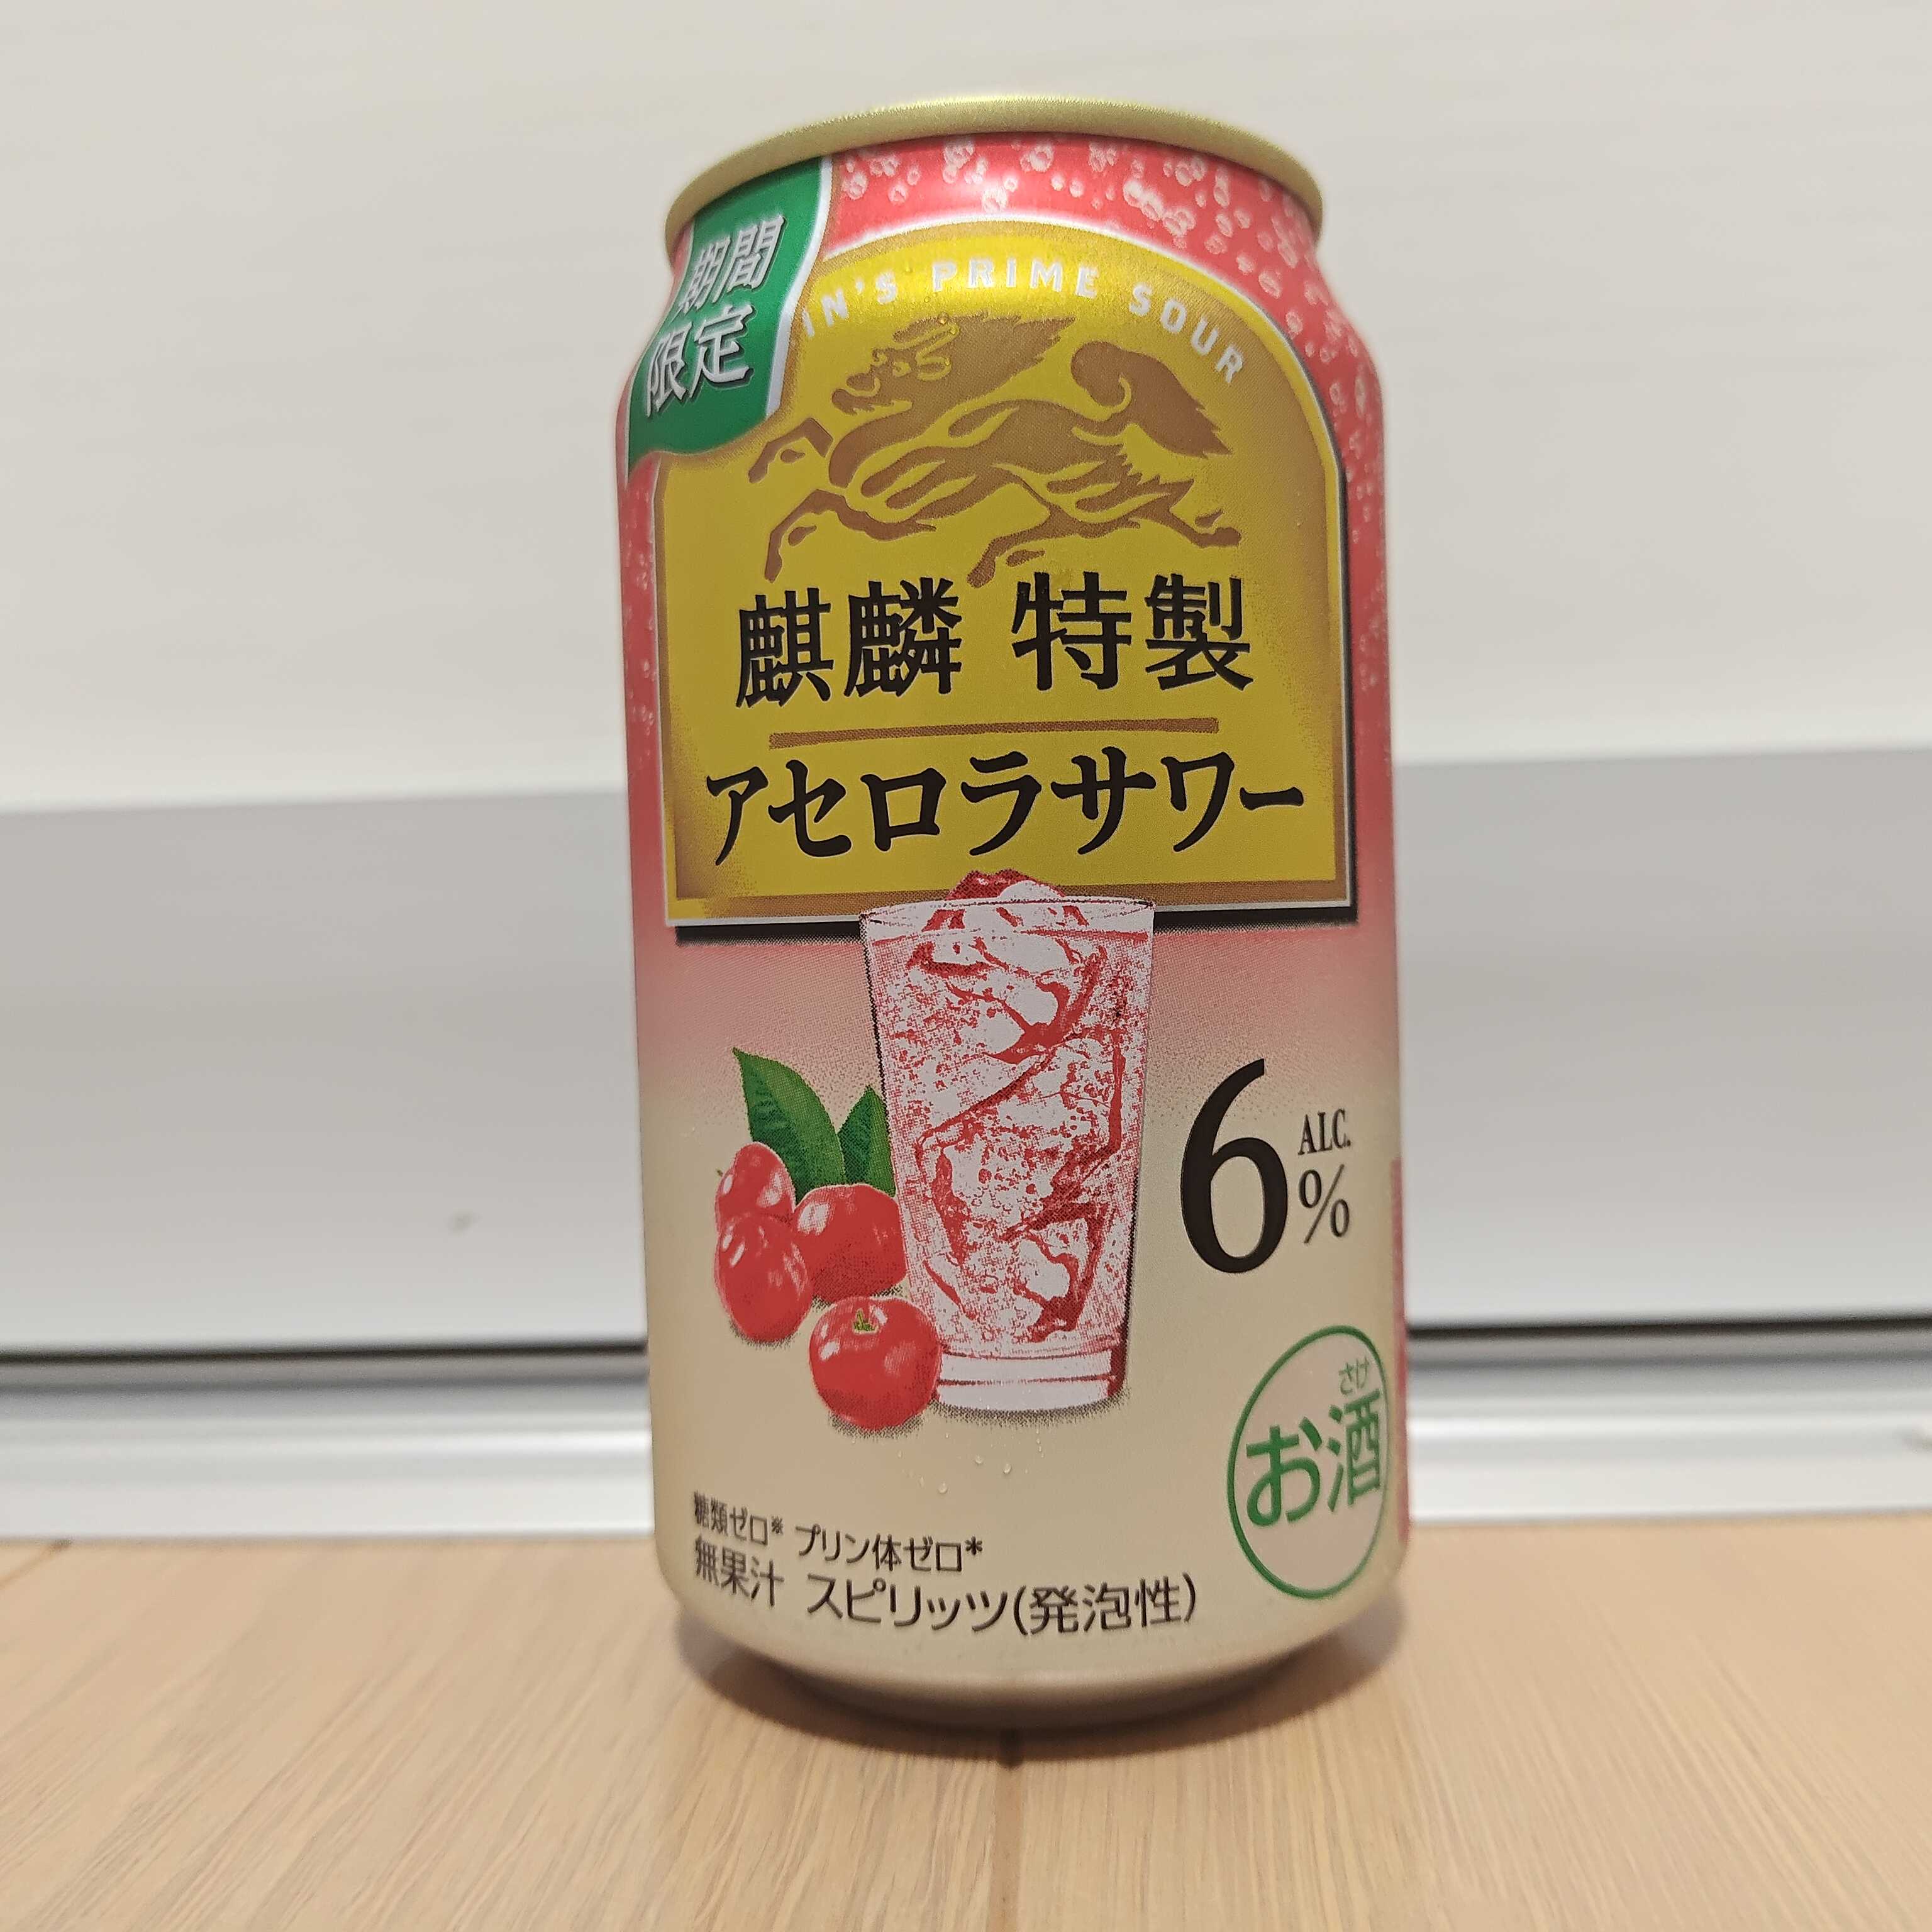 期間
限定
IN'S PRIME SOUR
麒麟 特製
アセロラサワー
6
ALC.
%
さけ
お酒
糖類ゼロ※ プリン体ゼロ*
無果汁 スピリッツ(発泡性)